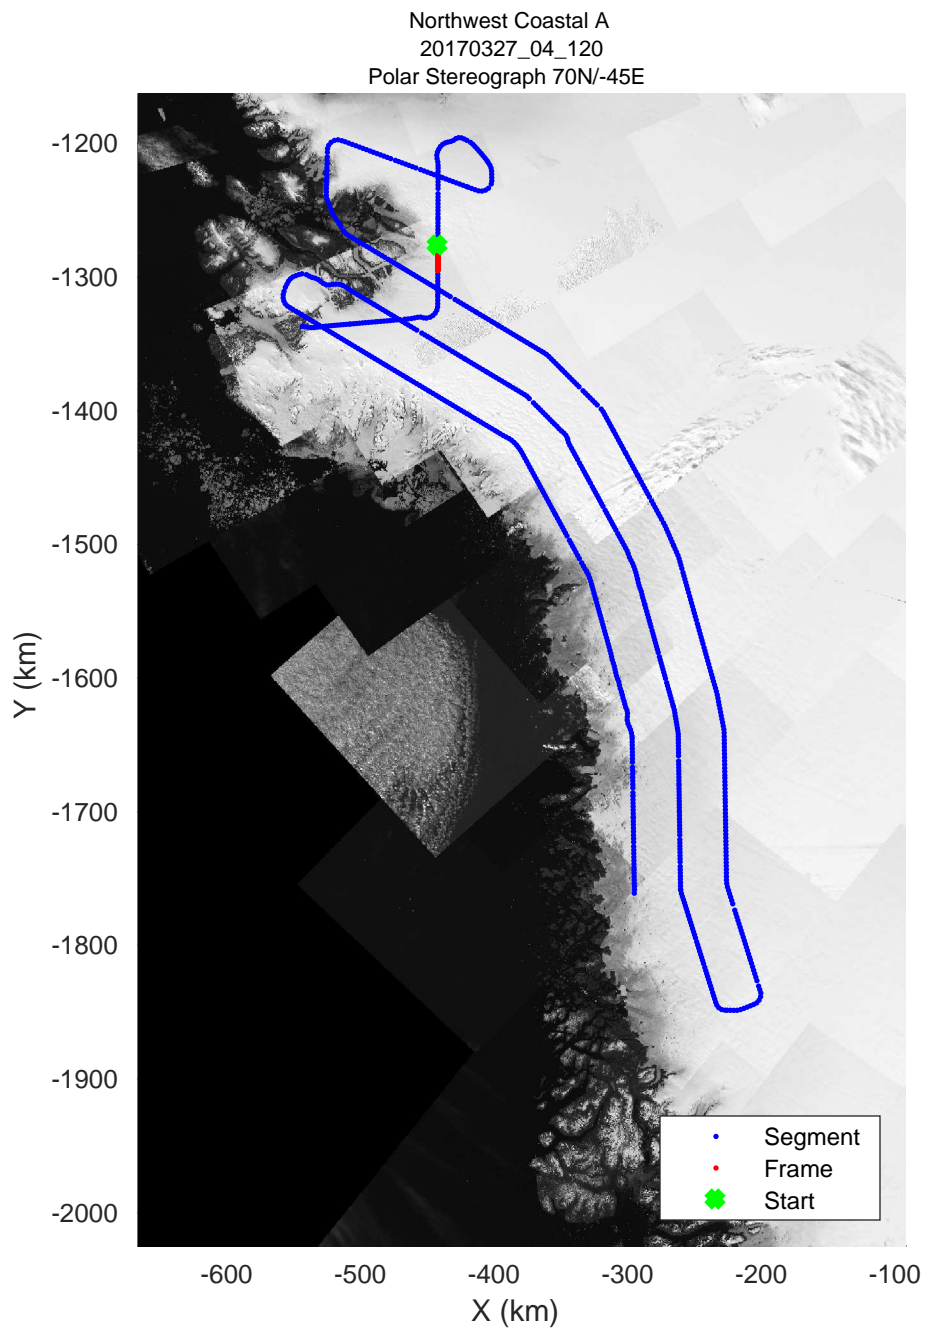 Northwest Coastal A
20170327_04_120
Polar Stereograph 70N/-45E
-1200
-1300
-1400
-1500
-1600
-1700
-1800
-1900
-2000
Y (km)
Segment
Frame
Start
-600 -500 -400 -300 -200 -100
X (km)